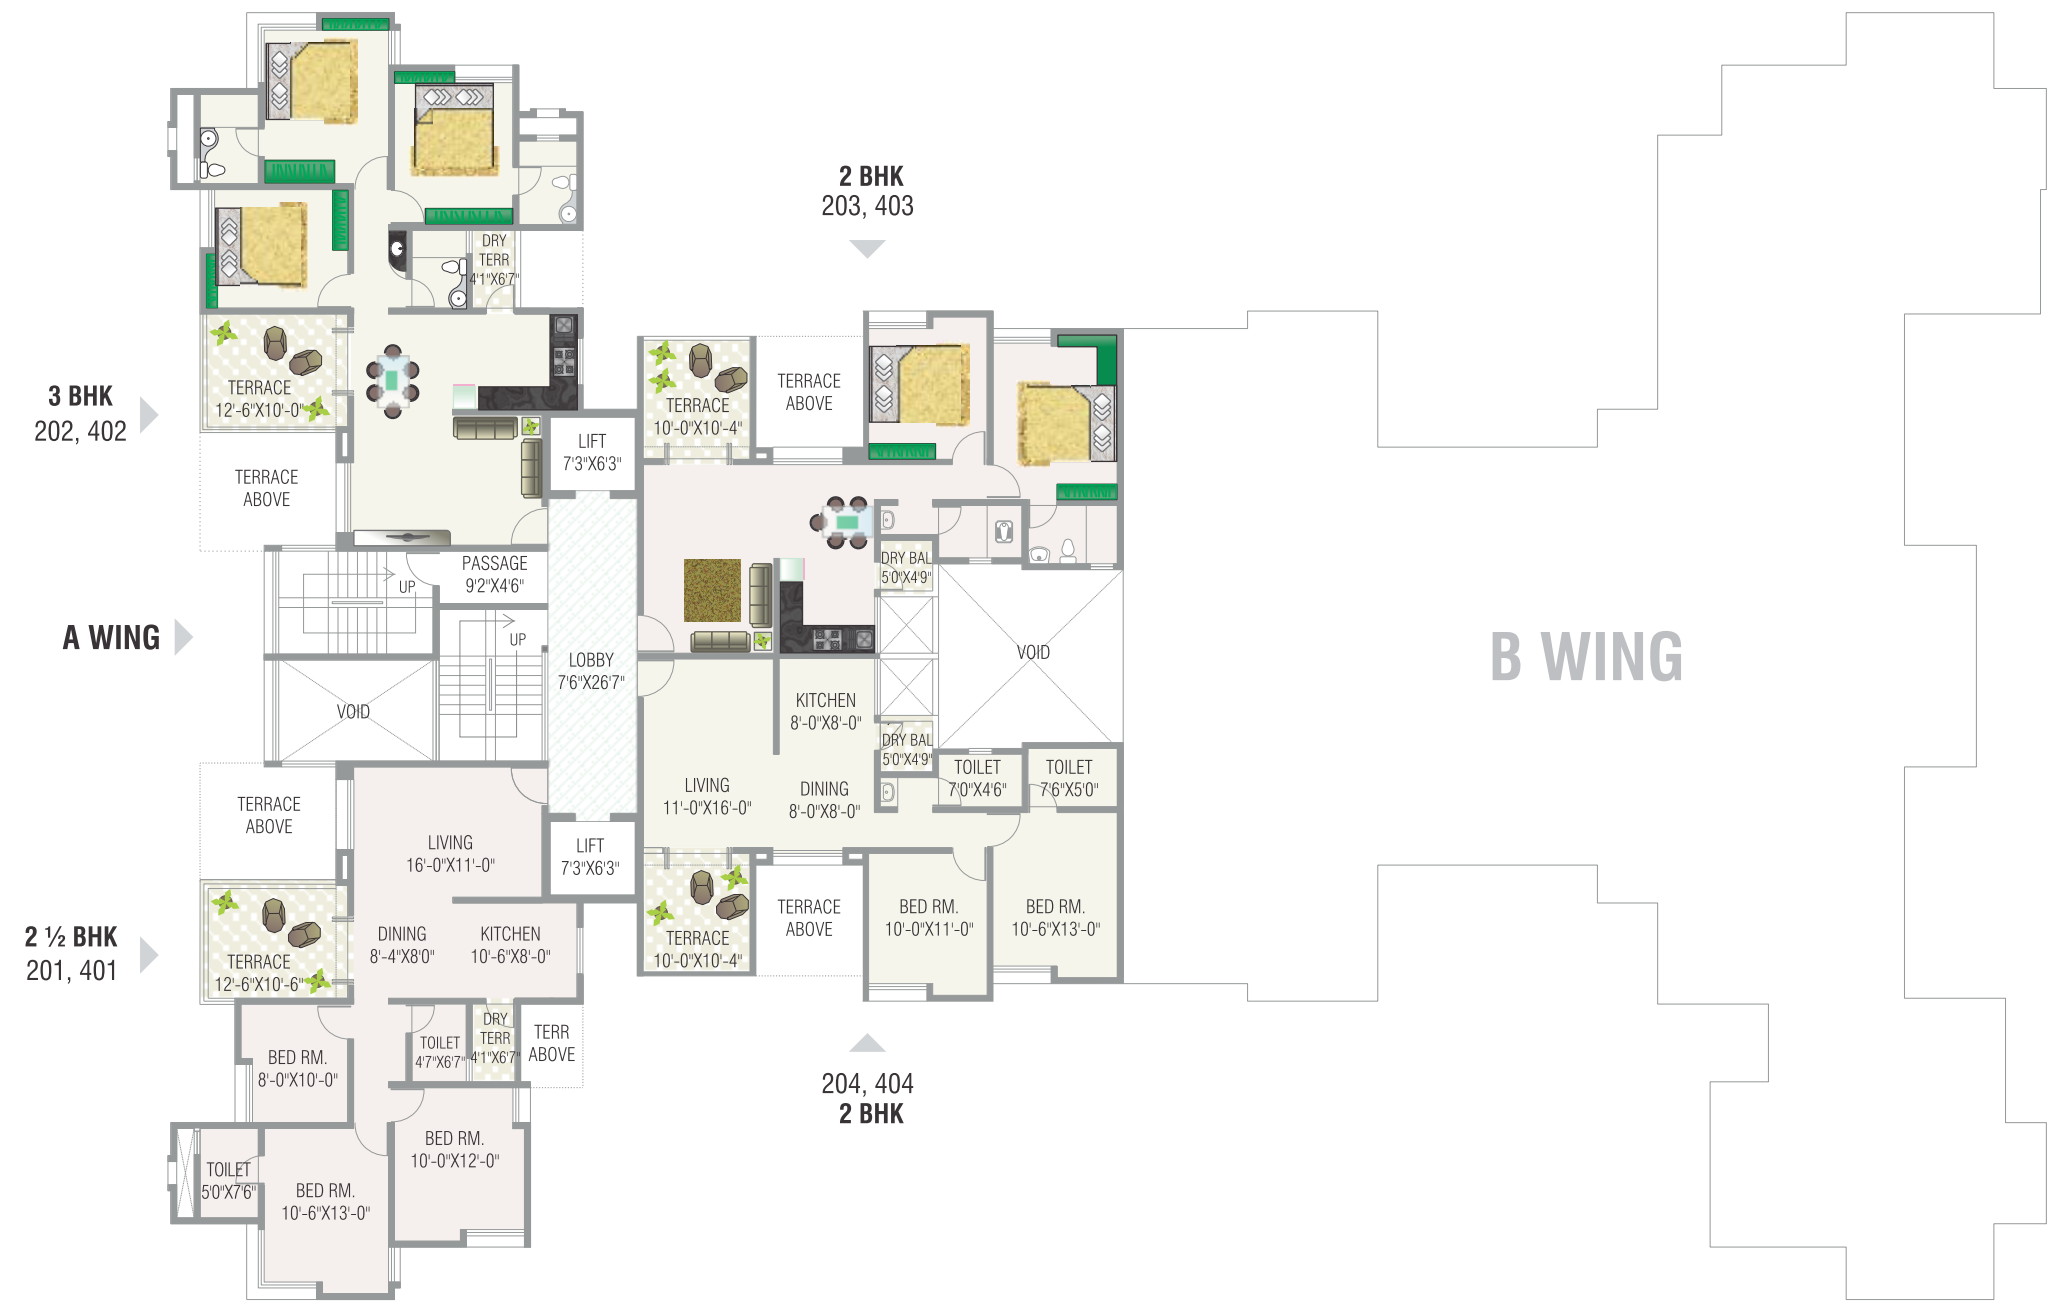 DRY
TERR
4'1"X6'7"
2 BHK
203, 403
3 BHK
202, 402
TERRACE
12'-6"X10'-0"
TERRACE
ABOVE
LIFT
7'3"X6'3"
TERRACE
10'-0"X10'-4"
TERRACE
ABOVE
PASSAGE
9'2"X4'6"
UP
UP
DRY BAL
5'0"X4'9"
A WING
LOBBY
7'6"X26'7"
VOID
B WING
VOID
KITCHEN
8'-0"X8'-0"
DRY BAL
5'0"X4'9"
TOILET
7'0"X4'6"
TOILET
7'6"X5'0"
LIVING
11'-0"X16'-0"
DINING
8'-0"X8'-0"
TERRACE
ABOVE
LIVING
16'-0"X11'-0"
LIFT
7'3"X6'3"
2 ½ BHK
201, 401
TERRACE
12'-6"X10'-6"
DINING
8'-4"X8'0"
KITCHEN
10'-6"X8'-0"
TERRACE
10'-0"X10'-4"
TERRACE
ABOVE
BED RM.
10'-0"X11'-0"
BED RM.
10'-6"X13'-0"
BED RM.
8'-0"X10'-0"
TOILET
4'7"X6'7"
DRY
TERR
4'1"X6'7"
TERR
ABOVE
204, 404
2 BHK
TOILET
5'0"X7'6"
BED RM.
10'-6"X13'-0"
BED RM.
10'-0"X12'-0"